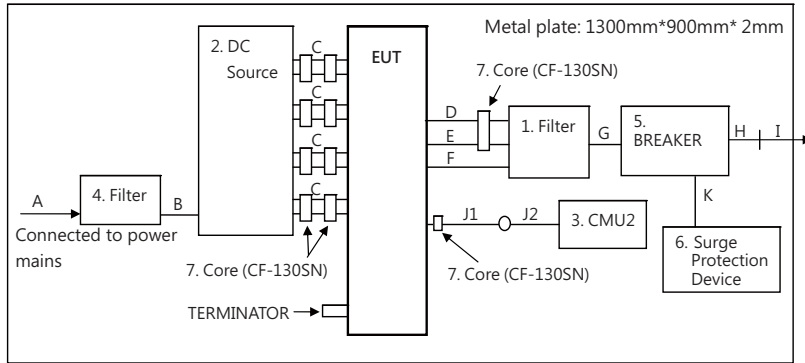 Metal plate: 1300mm*900mm* 2mm
2. DC
Source
C
EUT
7. Core (CF-130SN)
C
D
1. Filter
5.
BREAKER
E
G
H
I
F
C
4. Filter
A
B
C
K
Connected to power
mains
J1
J2
3. CMU2
6. Surge
Protection
Device
7. Core (CF-130SN)
7. Core (CF-130SN)
TERMINATOR